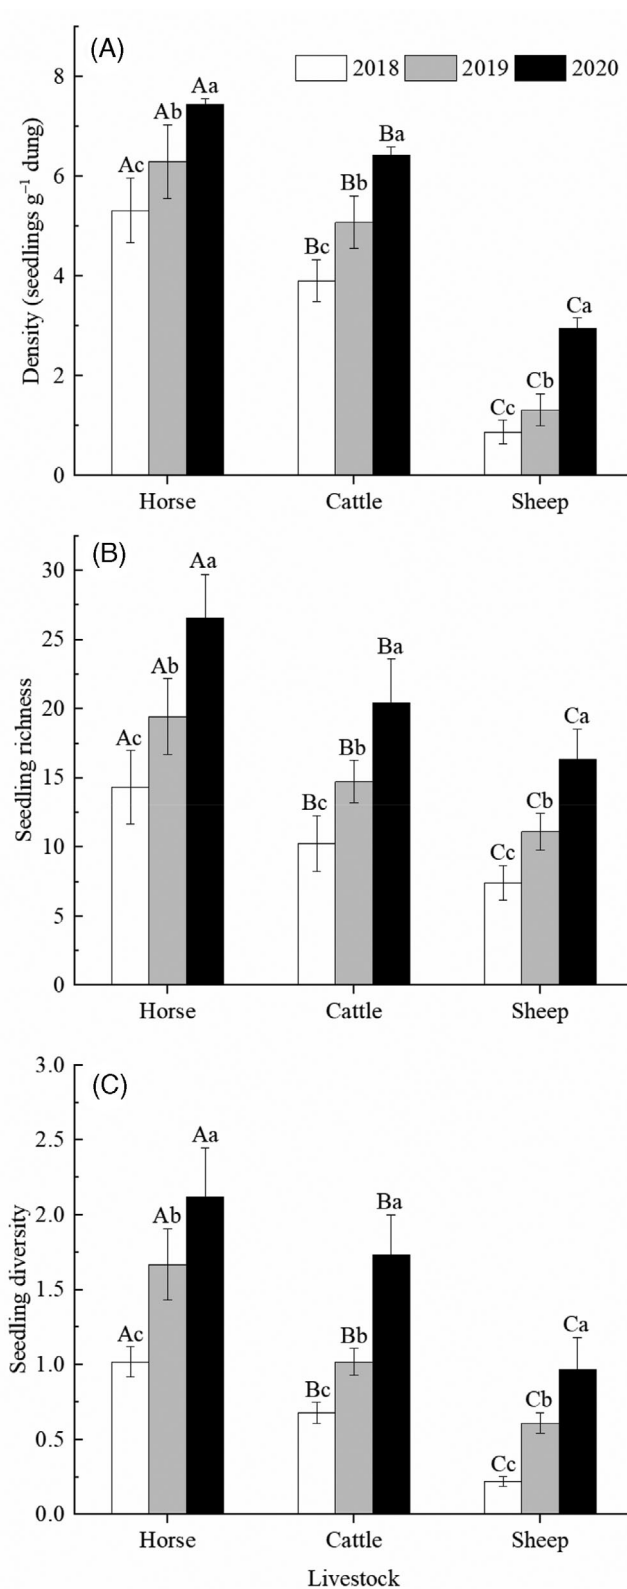 (A)
2018 2019 2020
8
6
4
2
0
Density (seedlings g⁻¹ dung)
Ac Ab Aa
Bc Bb Ba
Cc Cb Ca
Horse Cattle Sheep
(B)
30
25
20
15
10
5
0
Seedling richness
Ac Ab Aa
Bc Bb Ba
Cc Cb Ca
Horse Cattle Sheep
(C)
3.0
2.5
2.0
1.5
1.0
0.5
0.0
Seedling diversity
Ac Ab Aa
Bc Bb Ba
Cc Cb Ca
Horse Cattle Sheep
Livestock